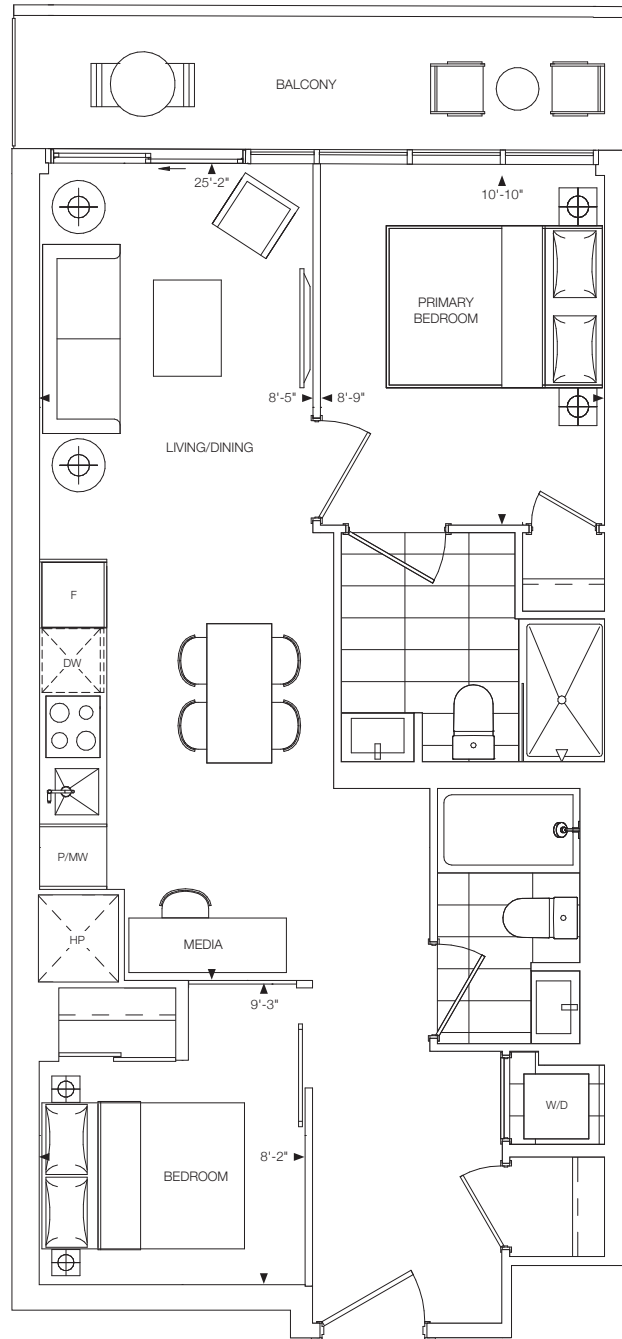 BALCONY
25'-2"
10'-10"
PRIMARY
BEDROOM
8'-5"
8'-9"
LIVING/DINING
F
DW
P/MW
HP
MEDIA
9'-3"
W/D
8'-2"
BEDROOM